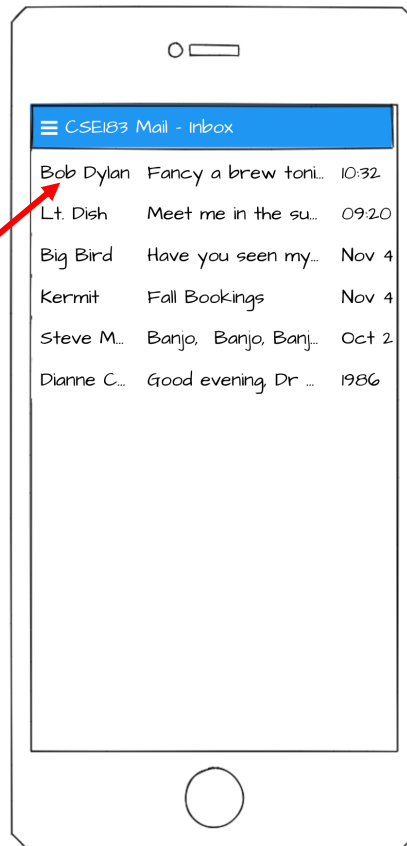 CSE183 Mail - Inbox
Bob Dylan Fancy a brew toni... 10:32
Lt. Dish Meet me in the su... 09:20
Big Bird Have you seen my... Nov 4
Kermit Fall Bookings Nov 4
Steve M... Banjo, Banjo, Banj... Oct 2
Dianne C... Good evening, Dr ... 1986